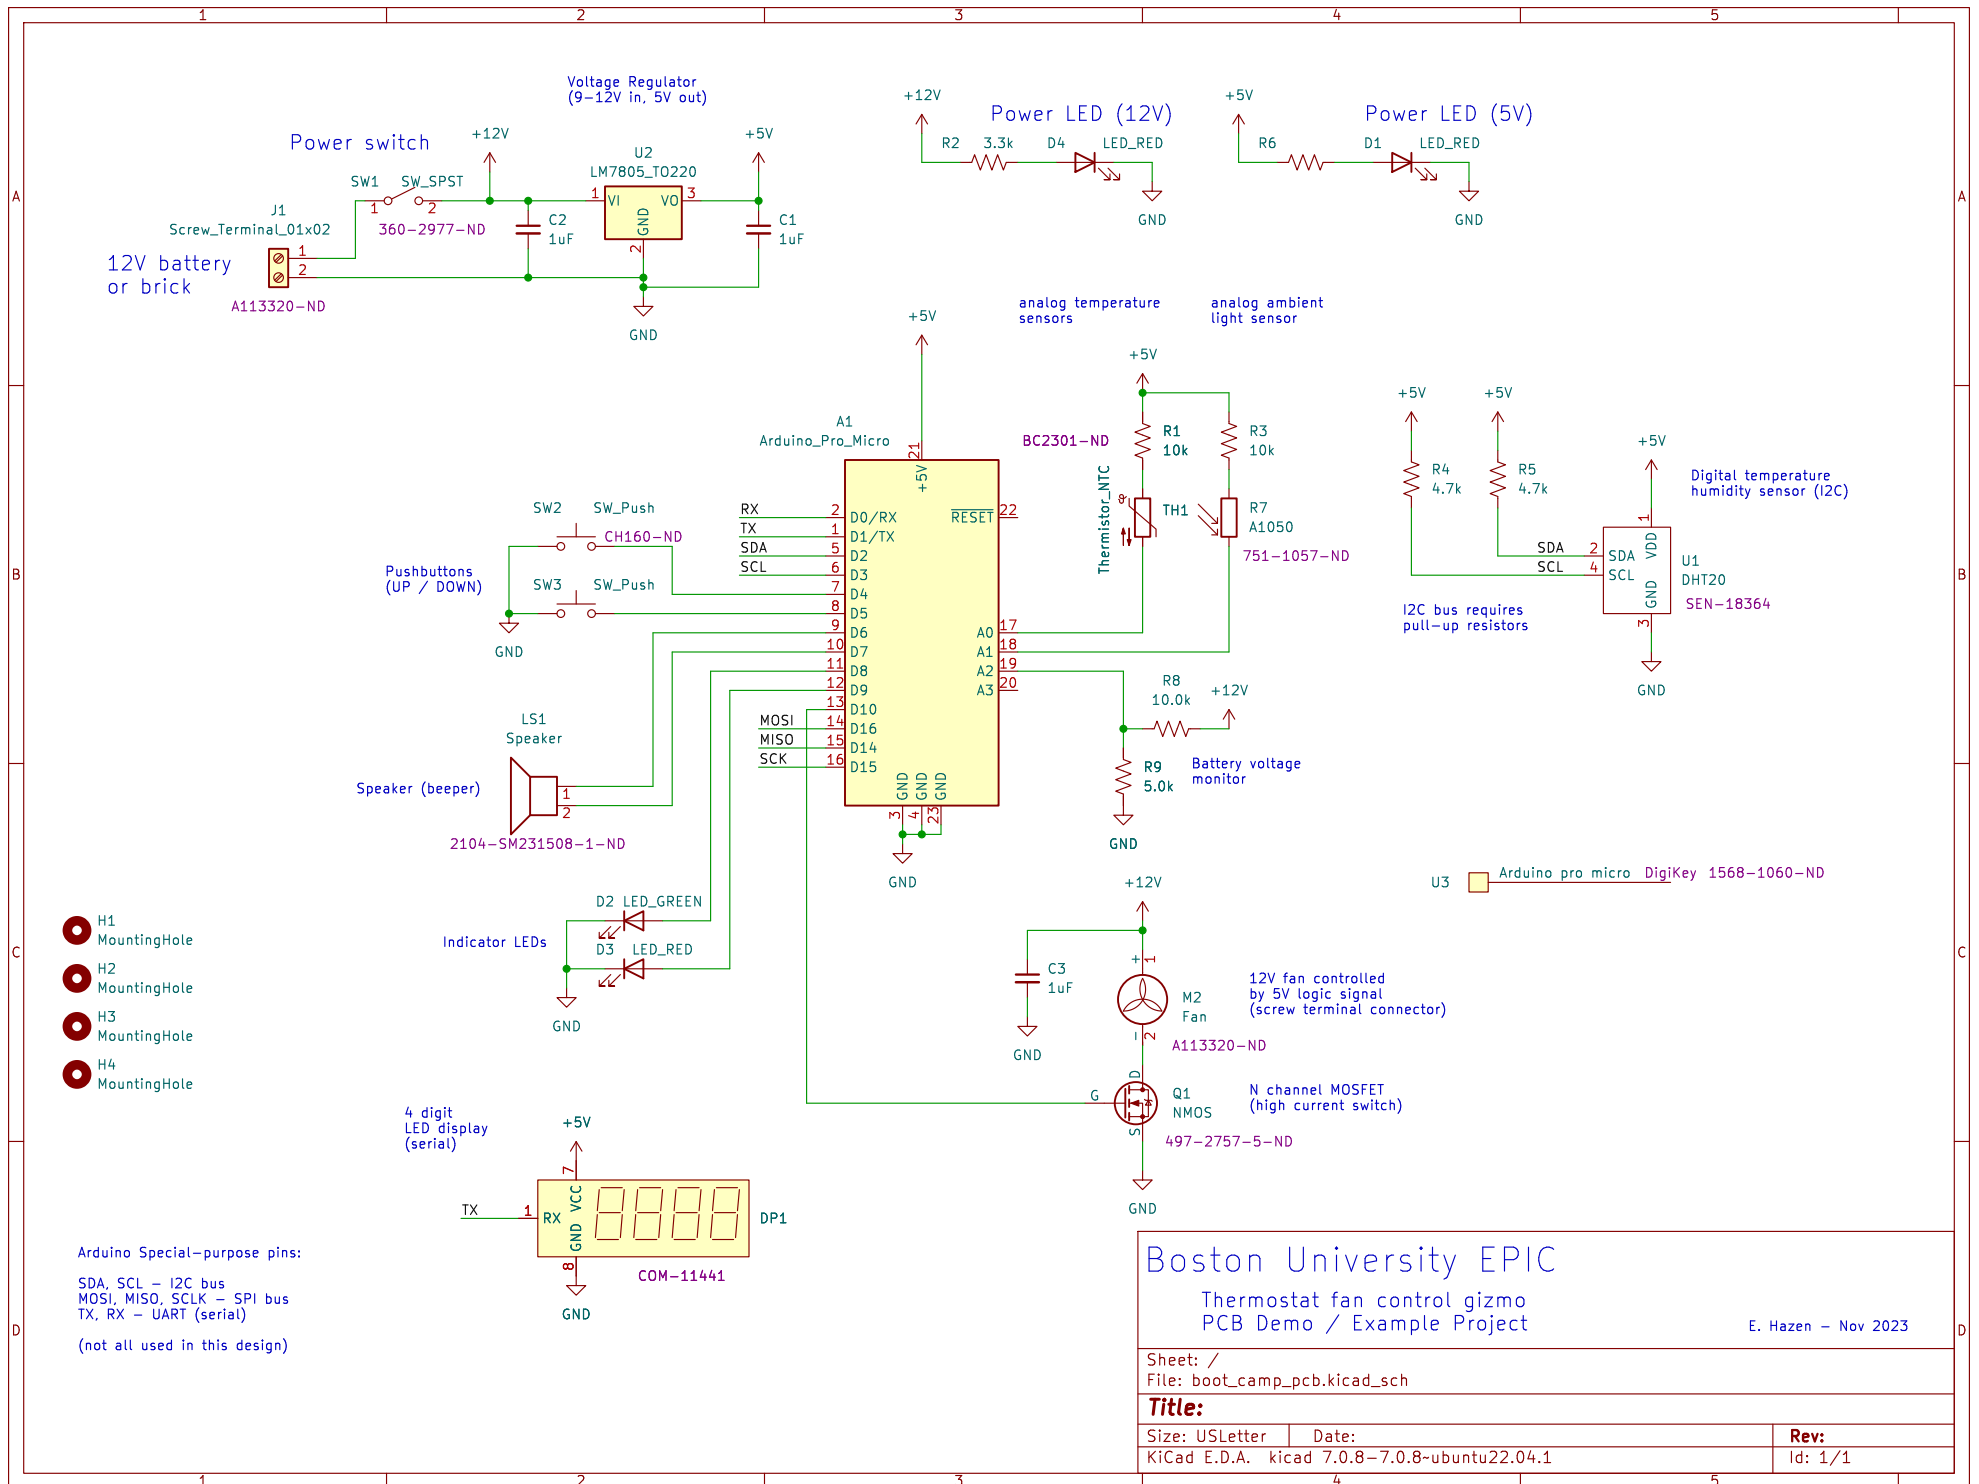 1 2 3 4 5
A
B
C
D
A
B
C
D
Voltage Regulator
(9-12V in, 5V out)
Power switch
+12V
+5V
U2
LM7805_TO220
SW1 SW_SPST
1 2
360-2977-ND
J1
Screw_Terminal_01x02
1
2
12V battery
or brick
A113320-ND
1 VI VO 3
GND
2
C2
1uF
C1
1uF
GND
+12V
Power LED (12V)
R2 3.3k D4 LED_RED
GND
+5V
Power LED (5V)
R6 D1 LED_RED
GND
analog temperature
sensors
analog ambient
light sensor
+5V
+5V
A1
Arduino_Pro_Micro
21
+5V
RX 2 D0/RX
TX 1 D1/TX
SDA 5 D2
SCL 6 D3
7 D4
8 D5
9 D6
10 D7
11 D8
12 D9
13 D10
MOSI 14 D16
MISO 15 D14
SCK 16 D15
RESET 22
A0 17
A1 18
A2 19
A3 20
GND GND GND
3 4 23
GND
BC2301-ND
R1
10k
R3
10k
Thermistor_NTC
TH1
R7
A1050
751-1057-ND
+5V +5V
R4
4.7k
R5
4.7k
+5V
Digital temperature
humidity sensor (I2C)
1
VDD
SDA 2 SDA
SCL 4 SCL
GND
3
U1
DHT20
SEN-18364
I2C bus requires
pull-up resistors
GND
SW2 SW_Push
CH160-ND
Pushbuttons
(UP / DOWN)
SW3 SW_Push
GND
R8
10.0k
+12V
R9
5.0k
Battery voltage
monitor
GND
LS1
Speaker
Speaker (beeper)
1
2
2104-SM231508-1-ND
D2 LED_GREEN
Indicator LEDs
D3 LED_RED
GND
H1
MountingHole
H2
MountingHole
H3
MountingHole
H4
MountingHole
U3 Arduino pro micro DigiKey 1568-1060-ND
+12V
C3
1uF
GND
+ 1
M2
Fan
- 2
A113320-ND
12V fan controlled
by 5V logic signal
(screw terminal connector)
G D S
Q1
NMOS
497-2757-5-ND
N channel MOSFET
(high current switch)
GND
4 digit
LED display
(serial)
+5V
7
VCC
TX 1 RX
GND
8
DP1
COM-11441
GND
Arduino Special-purpose pins:
SDA, SCL - I2C bus
MOSI, MISO, SCLK - SPI bus
TX, RX - UART (serial)
(not all used in this design)
Boston University EPIC
Thermostat fan control gizmo
PCB Demo / Example Project
E. Hazen - Nov 2023
Sheet: /
File: boot_camp_pcb.kicad_sch
Title:
Size: USLetter Date: Rev:
KiCad E.D.A. kicad 7.0.8-7.0.8~ubuntu22.04.1 Id: 1/1
1 2 3 4 5